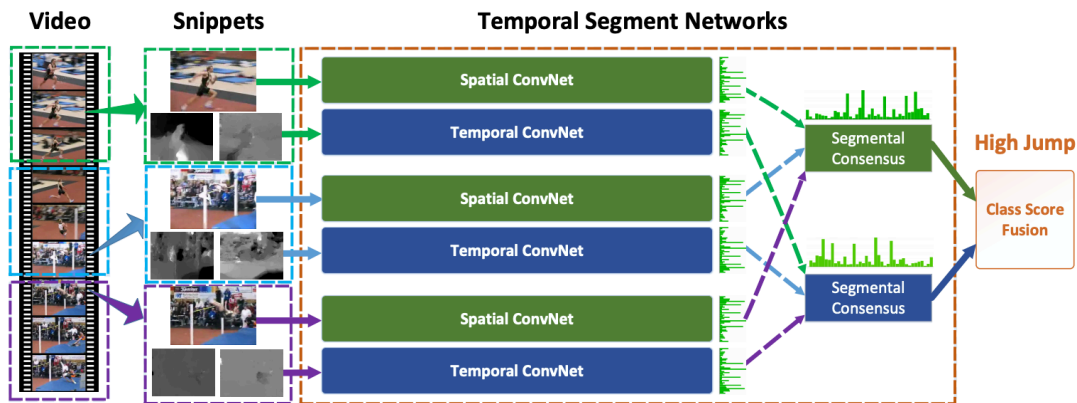 Video
Snippets
Temporal Segment Networks
Spatial ConvNet
Temporal ConvNet
Segmental
Consensus
High Jump
Spatial ConvNet
Temporal ConvNet
Class Score
Fusion
Segmental
Consensus
Spatial ConvNet
Temporal ConvNet